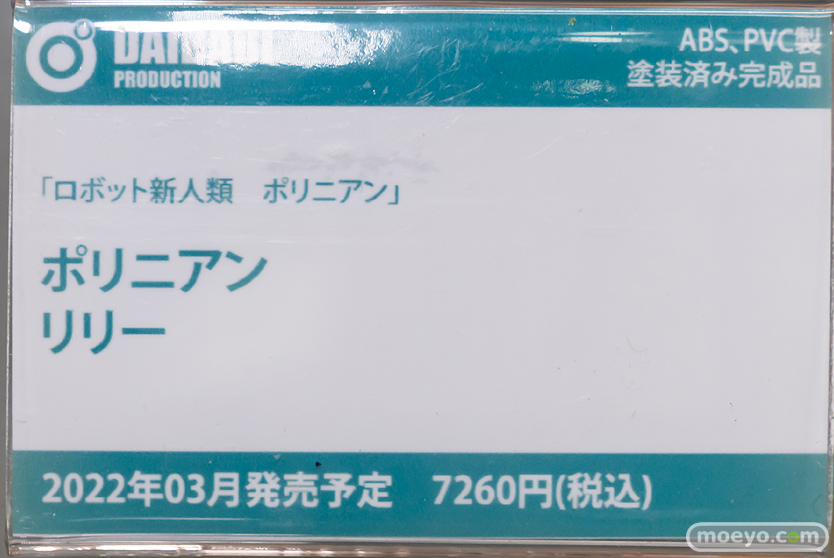 PRODUCTION
ABS、PVC製
塗装済み完成品
「ロボット新人類　ポリニアン」
ポリニアン
リリー
2022年03月発売予定　7260円(税込)
moeyo.com